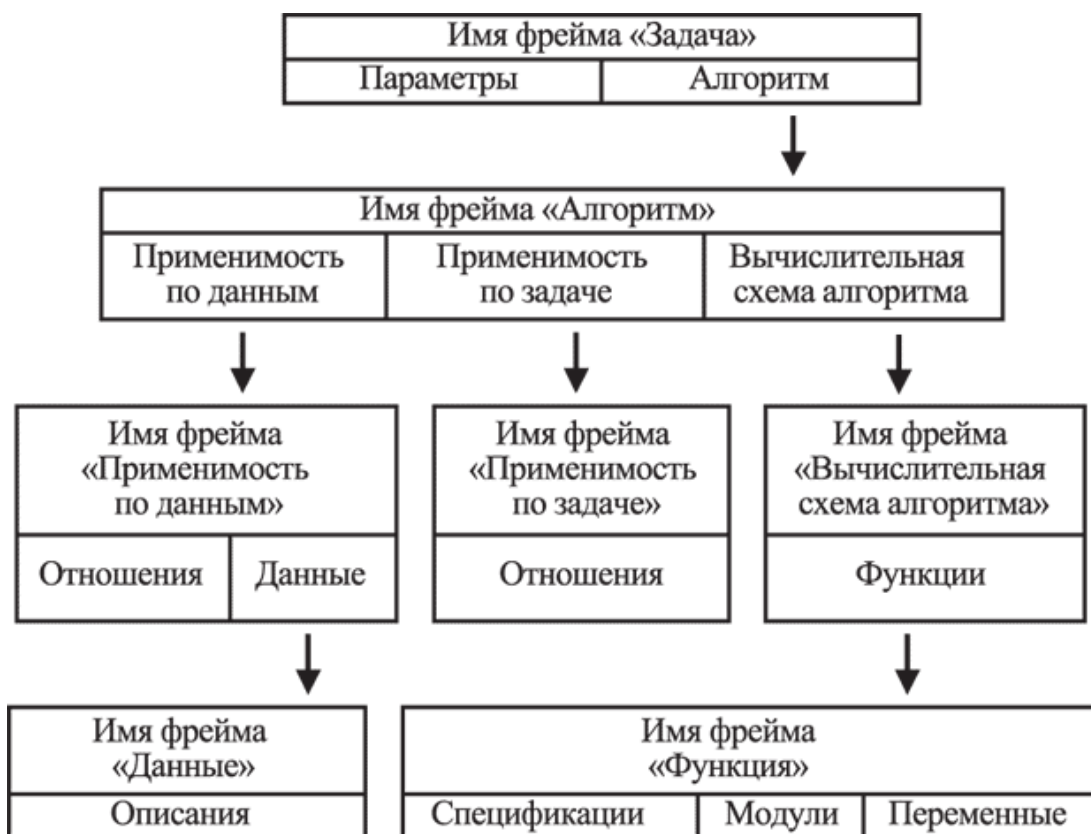 Имя фрейма «Задача»
Параметры
Алгоритм
Имя фрейма «Алгоритм»
Применимость
по данным
Применимость
по задаче
Вычислительная
схема алгоритма
Имя фрейма
«Применимость
по данным»
Отношения
Данные
Имя фрейма
«Применимость
по задаче»
Отношения
Имя фрейма
«Вычислительная
схема алгоритма»
Функции
Имя фрейма
«Данные»
Описания
Имя фрейма
«Функция»
Спецификации
Модули
Переменные